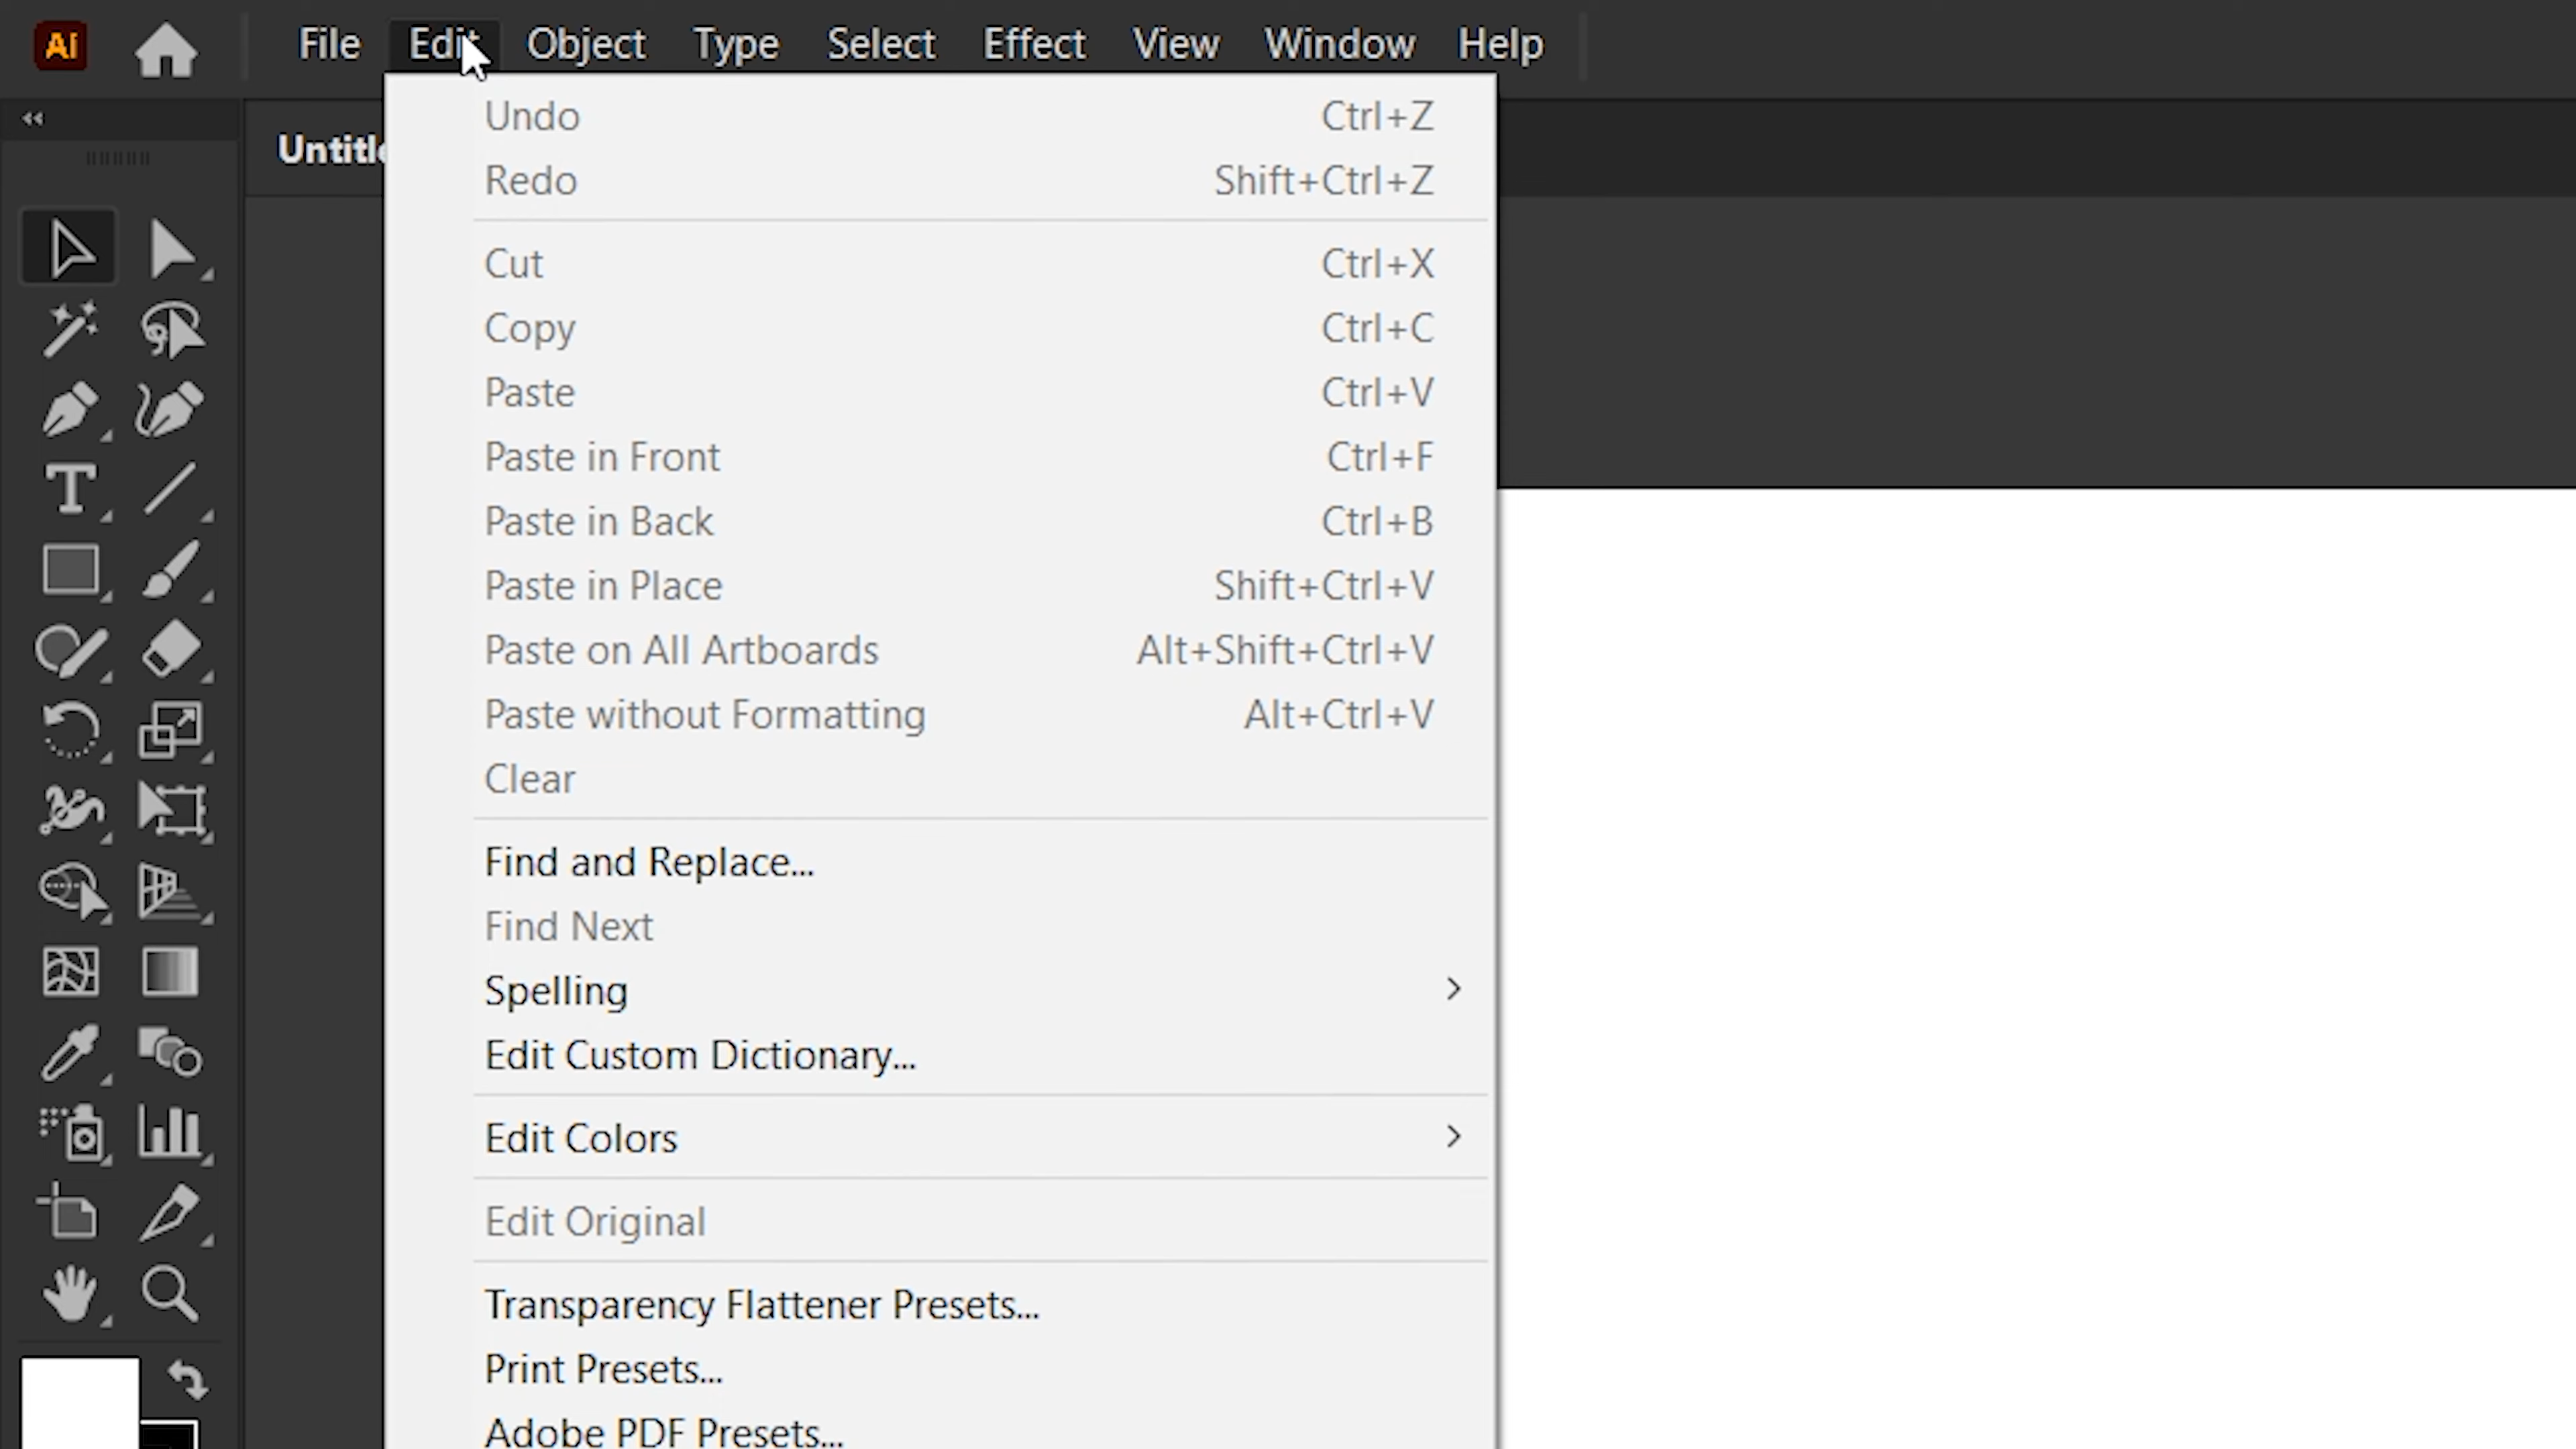 Ai File Edit Object Type Select Effect View Window Help
Undo Ctrl+Z
Redo Shift+Ctrl+Z
Cut Ctrl+X
Copy Ctrl+C
Paste Ctrl+V
Paste in Front Ctrl+F
Paste in Back Ctrl+B
Paste in Place Shift+Ctrl+V
Paste on All Artboards Alt+Shift+Ctrl+V
Paste without Formatting Alt+Ctrl+V
Clear
Find and Replace...
Find Next
Spelling
Edit Custom Dictionary...
Edit Colors
Edit Original
Transparency Flattener Presets...
Print Presets...
Adobe PDF Presets...